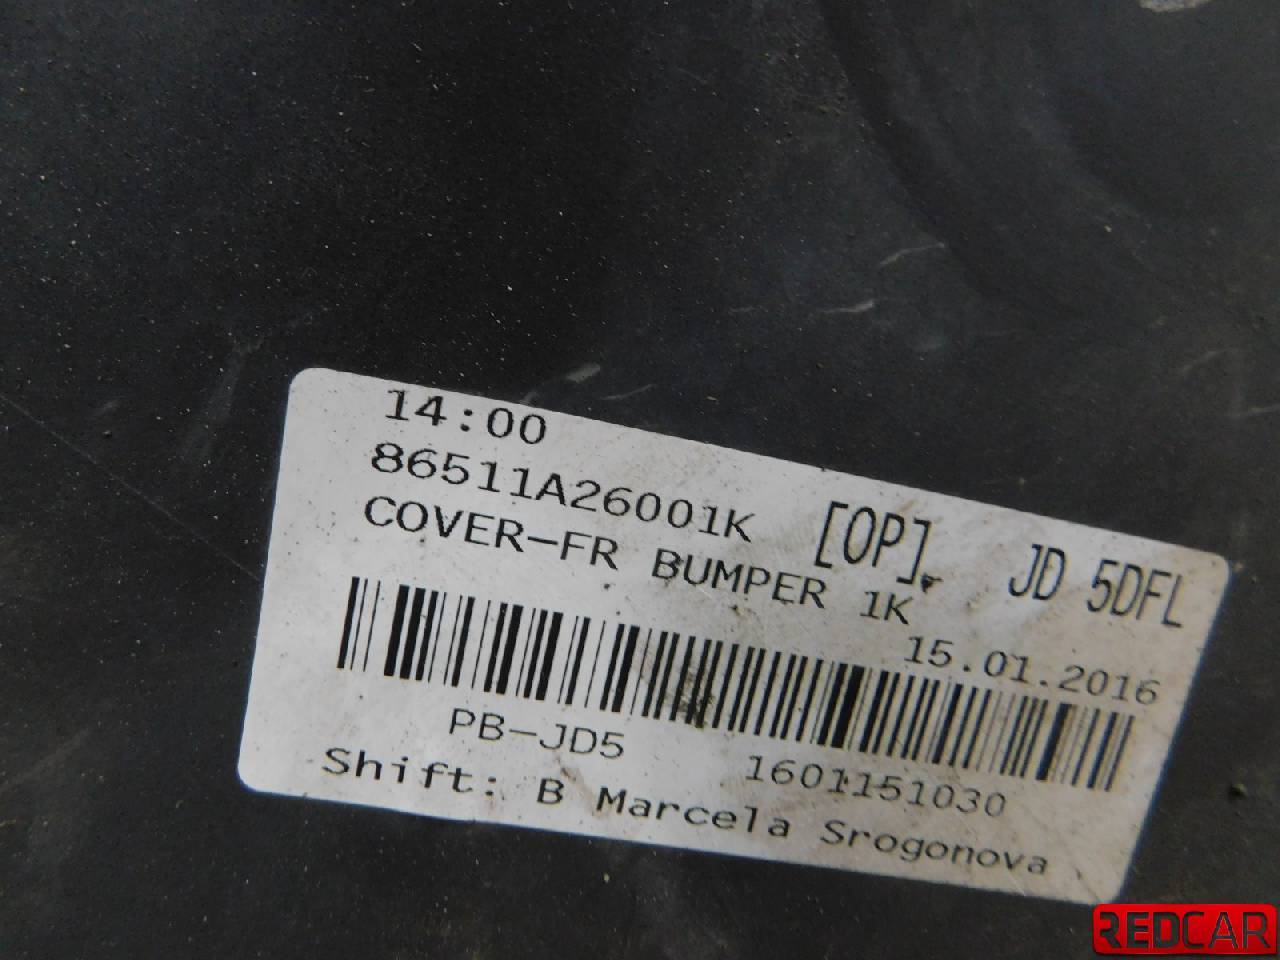 14:00
86511A26001K [OP] JD 5DFL
COVER-FR BUMPER 1K
15.01.2016
PB-JD5 1601151030
Shift: B Marcela Srogonova
REDCAR